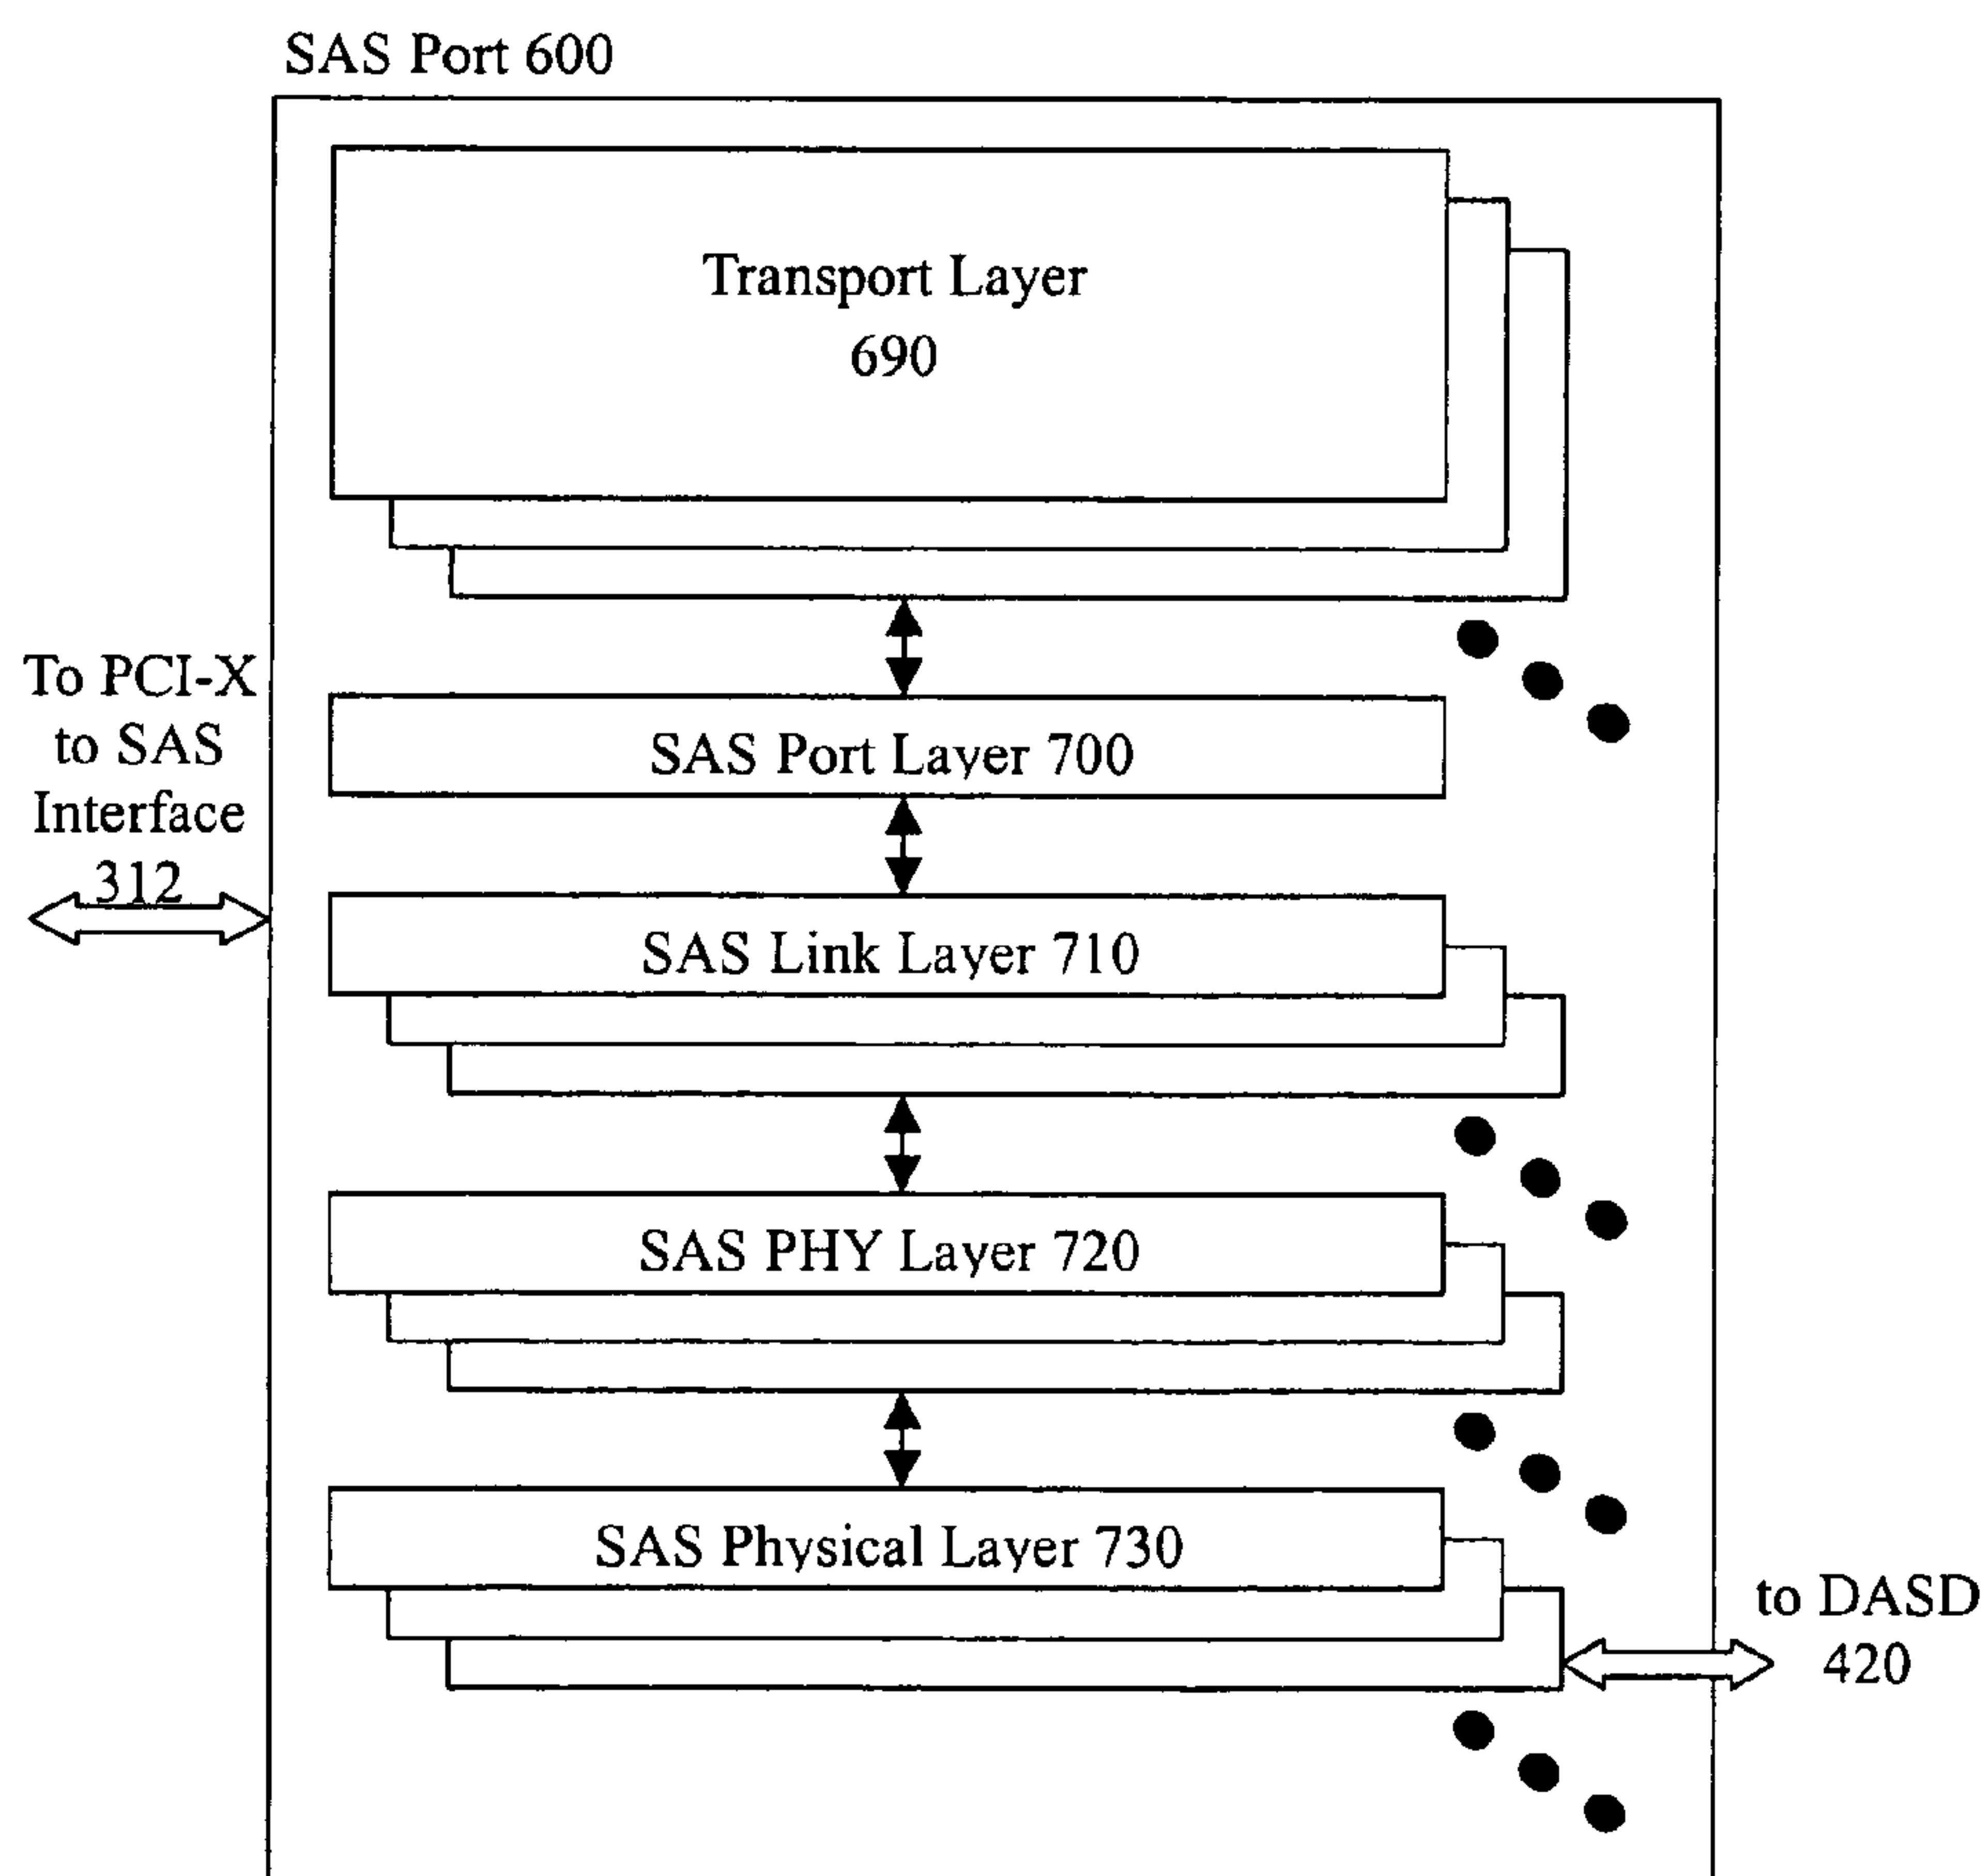 SAS Port 600
Transport Layer
690
To PCI-X
to SAS
Interface
312
SAS Port Layer 700
SAS Link Layer 710
SAS PHY Layer 720
SAS Physical Layer 730
to DASD
420